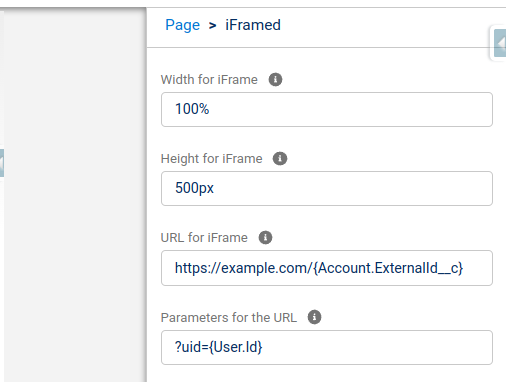 Page > iFramed
Width for iFrame
100%
Height for iFrame
500px
URL for iFrame
https://example.com/{Account.ExternalId__c}
Parameters for the URL
?uid={User.Id}